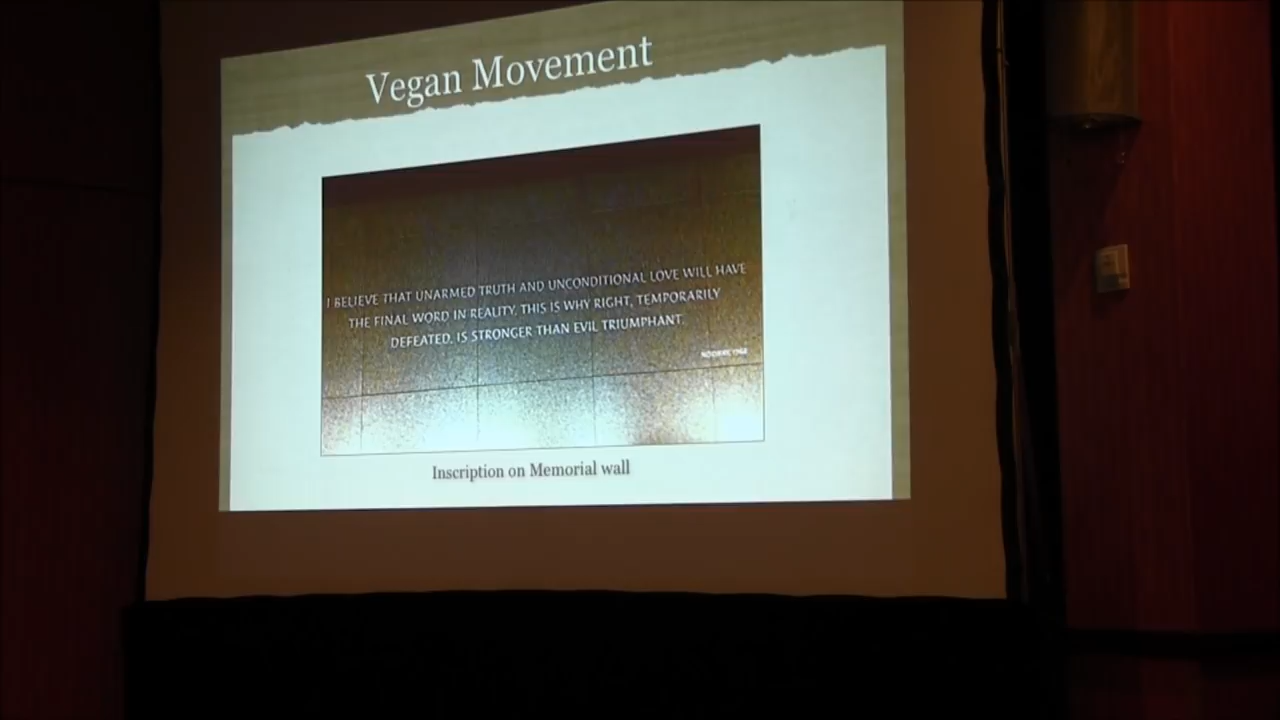 Vegan Movement
I BELIEVE THAT UNARMED TRUTH AND UNCONDITIONAL LOVE WILL HAVE
THE FINAL WORD IN REALITY. THIS IS WHY RIGHT, TEMPORARILY
DEFEATED, IS STRONGER THAN EVIL TRIUMPHANT.
Inscription on Memorial wall